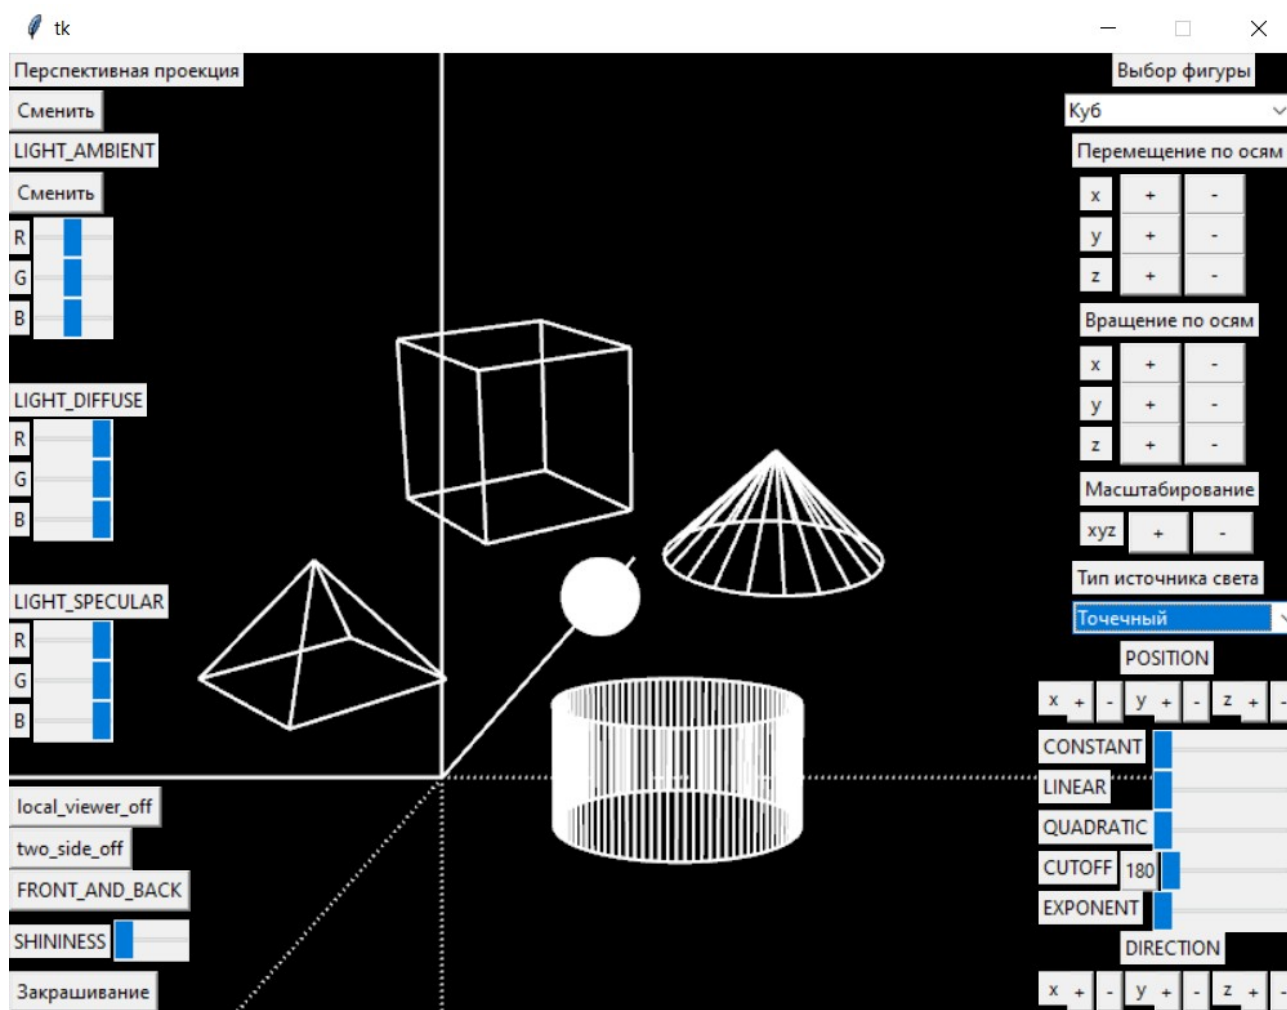 tk
Перспективная проекция
Сменить
LIGHT_AMBIENT
Сменить
R
G
B
LIGHT_DIFFUSE
R
G
B
LIGHT_SPECULAR
R
G
B
local_viewer_off
two_side_off
FRONT_AND_BACK
SHININESS
Закрашивание
Выбор фигуры
Куб
Перемещение по осям
x + -
y + -
z + -
Вращение по осям
x + -
y + -
z + -
Масштабирование
xyz + -
Тип источника света
Точечный
POSITION
x + - y + - z + -
CONSTANT
LINEAR
QUADRATIC
CUTOFF 180
EXPONENT
DIRECTION
x + - y + - z + -